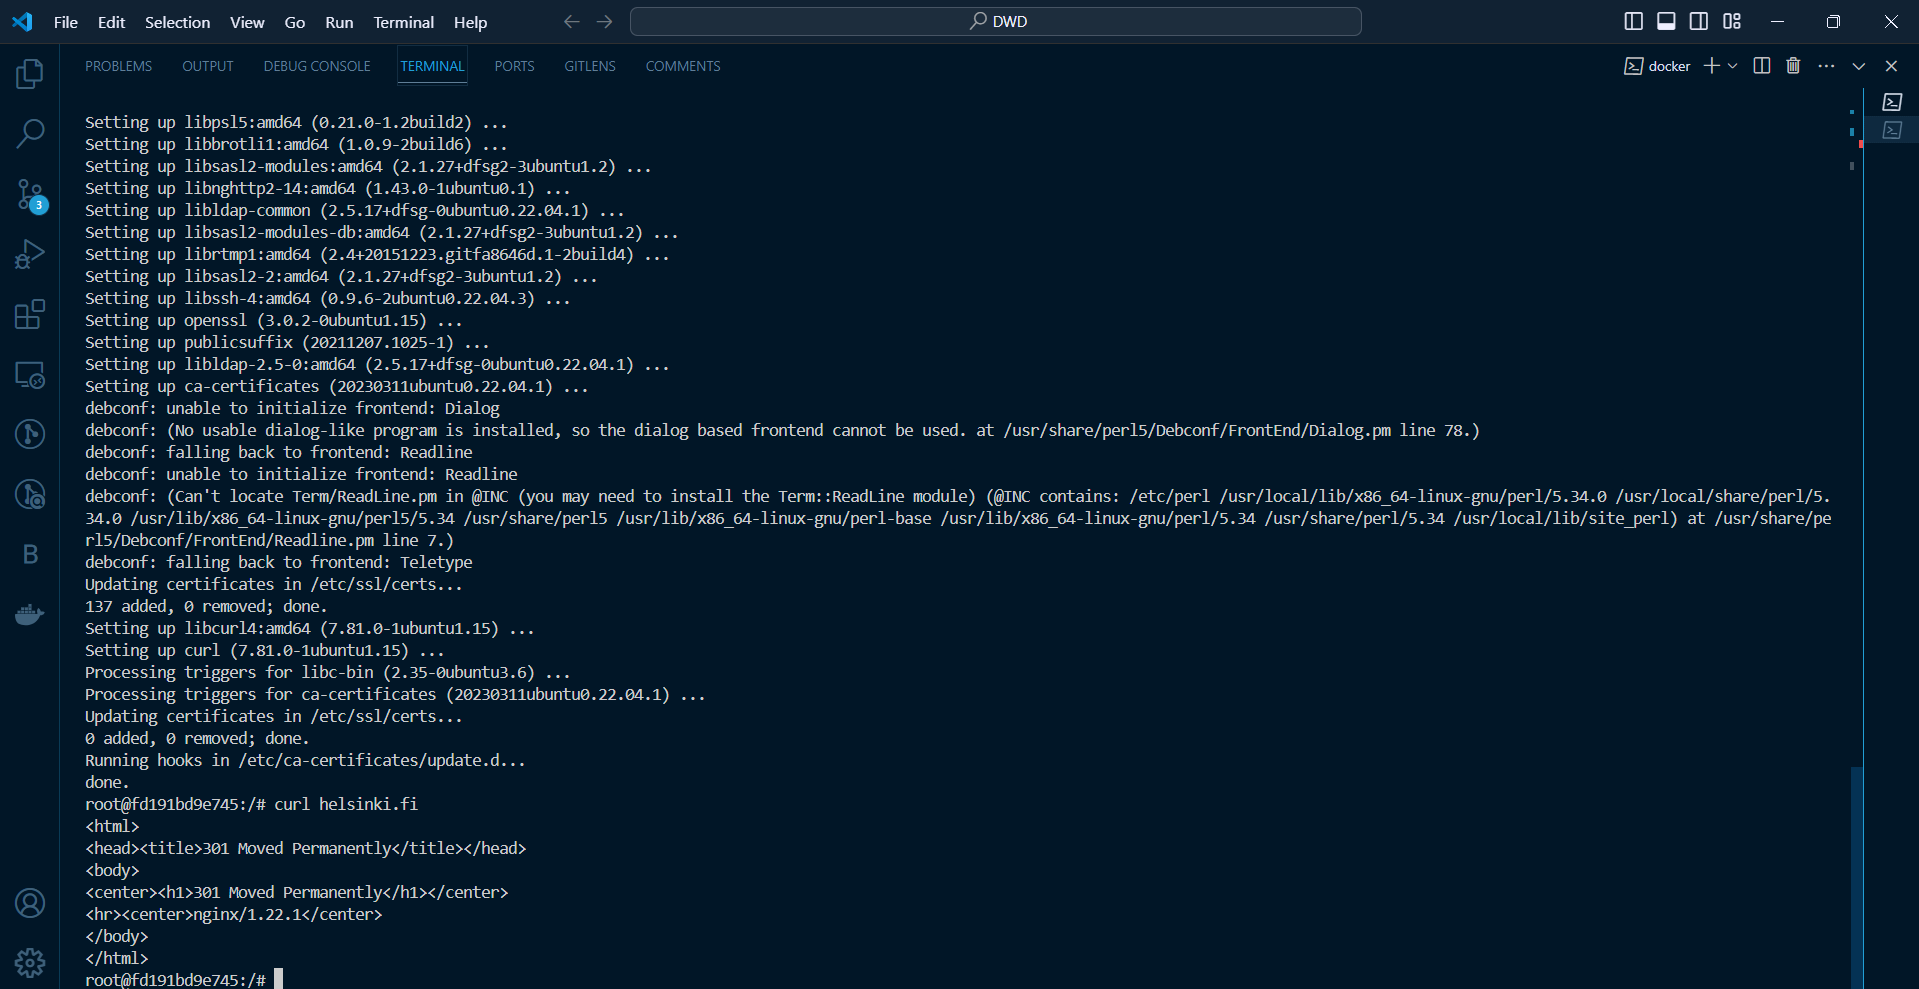 File Edit Selection View Go Run Terminal Help
DWD
PROBLEMS OUTPUT DEBUG CONSOLE TERMINAL PORTS GITLENS COMMENTS
docker
Setting up libpsl5:amd64 (0.21.0-1.2build2) ...
Setting up libbrotli1:amd64 (1.0.9-2build6) ...
Setting up libsasl2-modules:amd64 (2.1.27+dfsg2-3ubuntu1.2) ...
Setting up libnghttp2-14:amd64 (1.43.0-1ubuntu0.1) ...
Setting up libldap-common (2.5.17+dfsg-0ubuntu0.22.04.1) ...
Setting up libsasl2-modules-db:amd64 (2.1.27+dfsg2-3ubuntu1.2) ...
Setting up librtmp1:amd64 (2.4+20151223.gitfa8646d.1-2build4) ...
Setting up libsasl2-2:amd64 (2.1.27+dfsg2-3ubuntu1.2) ...
Setting up libssh-4:amd64 (0.9.6-2ubuntu0.22.04.3) ...
Setting up openssl (3.0.2-0ubuntu1.15) ...
Setting up publicsuffix (20211207.1025-1) ...
Setting up libldap-2.5-0:amd64 (2.5.17+dfsg-0ubuntu0.22.04.1) ...
Setting up ca-certificates (20230311ubuntu0.22.04.1) ...
debconf: unable to initialize frontend: Dialog
debconf: (No usable dialog-like program is installed, so the dialog based frontend cannot be used. at /usr/share/perl5/Debconf/FrontEnd/Dialog.pm line 78.)
debconf: falling back to frontend: Readline
debconf: unable to initialize frontend: Readline
debconf: (Can't locate Term/ReadLine.pm in @INC (you may need to install the Term::ReadLine module) (@INC contains: /etc/perl /usr/local/lib/x86_64-linux-gnu/perl/5.34.0 /usr/local/share/perl/5.
34.0 /usr/lib/x86_64-linux-gnu/perl5/5.34 /usr/share/perl5 /usr/lib/x86_64-linux-gnu/perl-base /usr/lib/x86_64-linux-gnu/perl/5.34 /usr/share/perl/5.34 /usr/local/lib/site_perl) at /usr/share/pe
rl5/Debconf/FrontEnd/Readline.pm line 7.)
debconf: falling back to frontend: Teletype
Updating certificates in /etc/ssl/certs...
137 added, 0 removed; done.
Setting up libcurl4:amd64 (7.81.0-1ubuntu1.15) ...
Setting up curl (7.81.0-1ubuntu1.15) ...
Processing triggers for libc-bin (2.35-0ubuntu3.6) ...
Processing triggers for ca-certificates (20230311ubuntu0.22.04.1) ...
Updating certificates in /etc/ssl/certs...
0 added, 0 removed; done.
Running hooks in /etc/ca-certificates/update.d...
done.
root@fd191bd9e745:/# curl helsinki.fi
<html>
<head><title>301 Moved Permanently</title></head>
<body>
<center><h1>301 Moved Permanently</h1></center>
<hr><center>nginx/1.22.1</center>
</body>
</html>
root@fd191bd9e745:/#
3
B